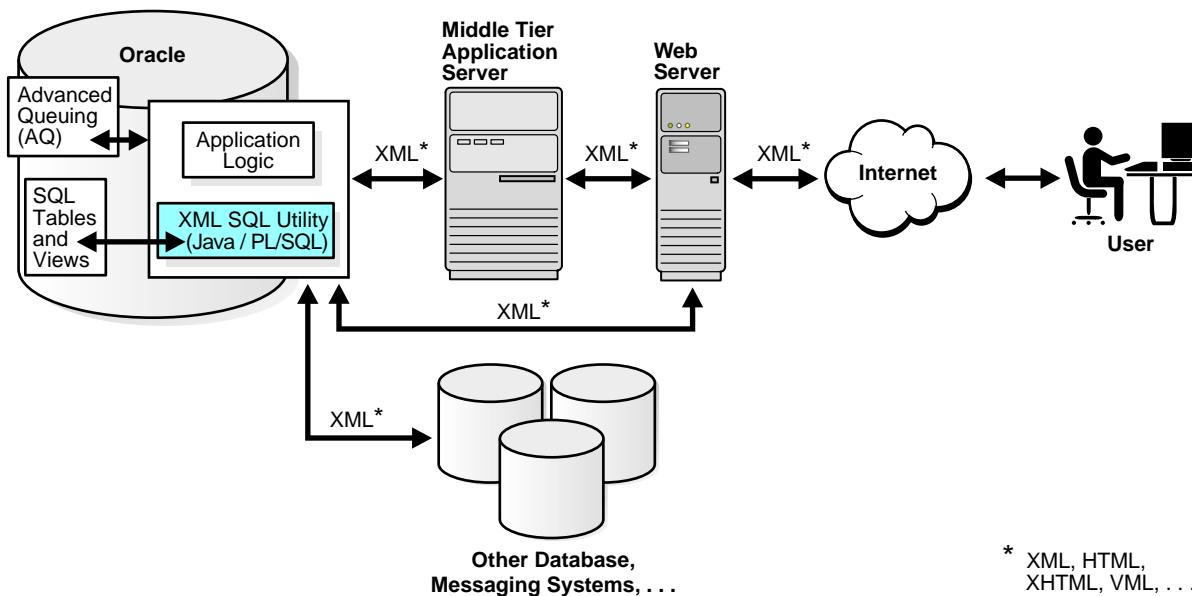 Oracle
Advanced
Queuing
(AQ)
Application
Logic
SQL
Tables
and
Views
XML SQL Utility
(Java / PL/SQL)
XML*
Middle Tier
Application
Server
XML*
Web
Server
XML*
Internet
User
XML*
XML*
Other Database,
Messaging Systems, . . .
* XML, HTML,
XHTML, VML, . . .